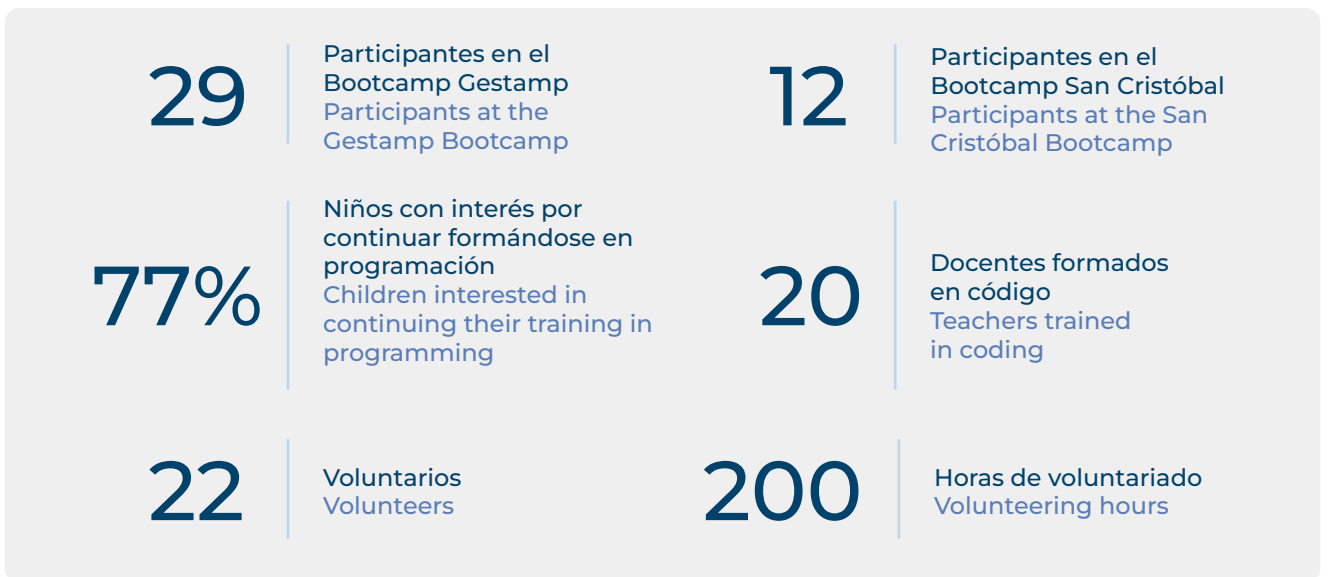 29
Participantes en el
Bootcamp Gestamp
Participants at the
Gestamp Bootcamp
12
Participantes en el
Bootcamp San Cristóbal
Participants at the San
Cristóbal Bootcamp
77%
Niños con interés por
continuar formándose en
programación
Children interested in
continuing their training in
programming
20
Docentes formados
en código
Teachers trained
in coding
22
Voluntarios
Volunteers
200
Horas de voluntariado
Volunteering hours